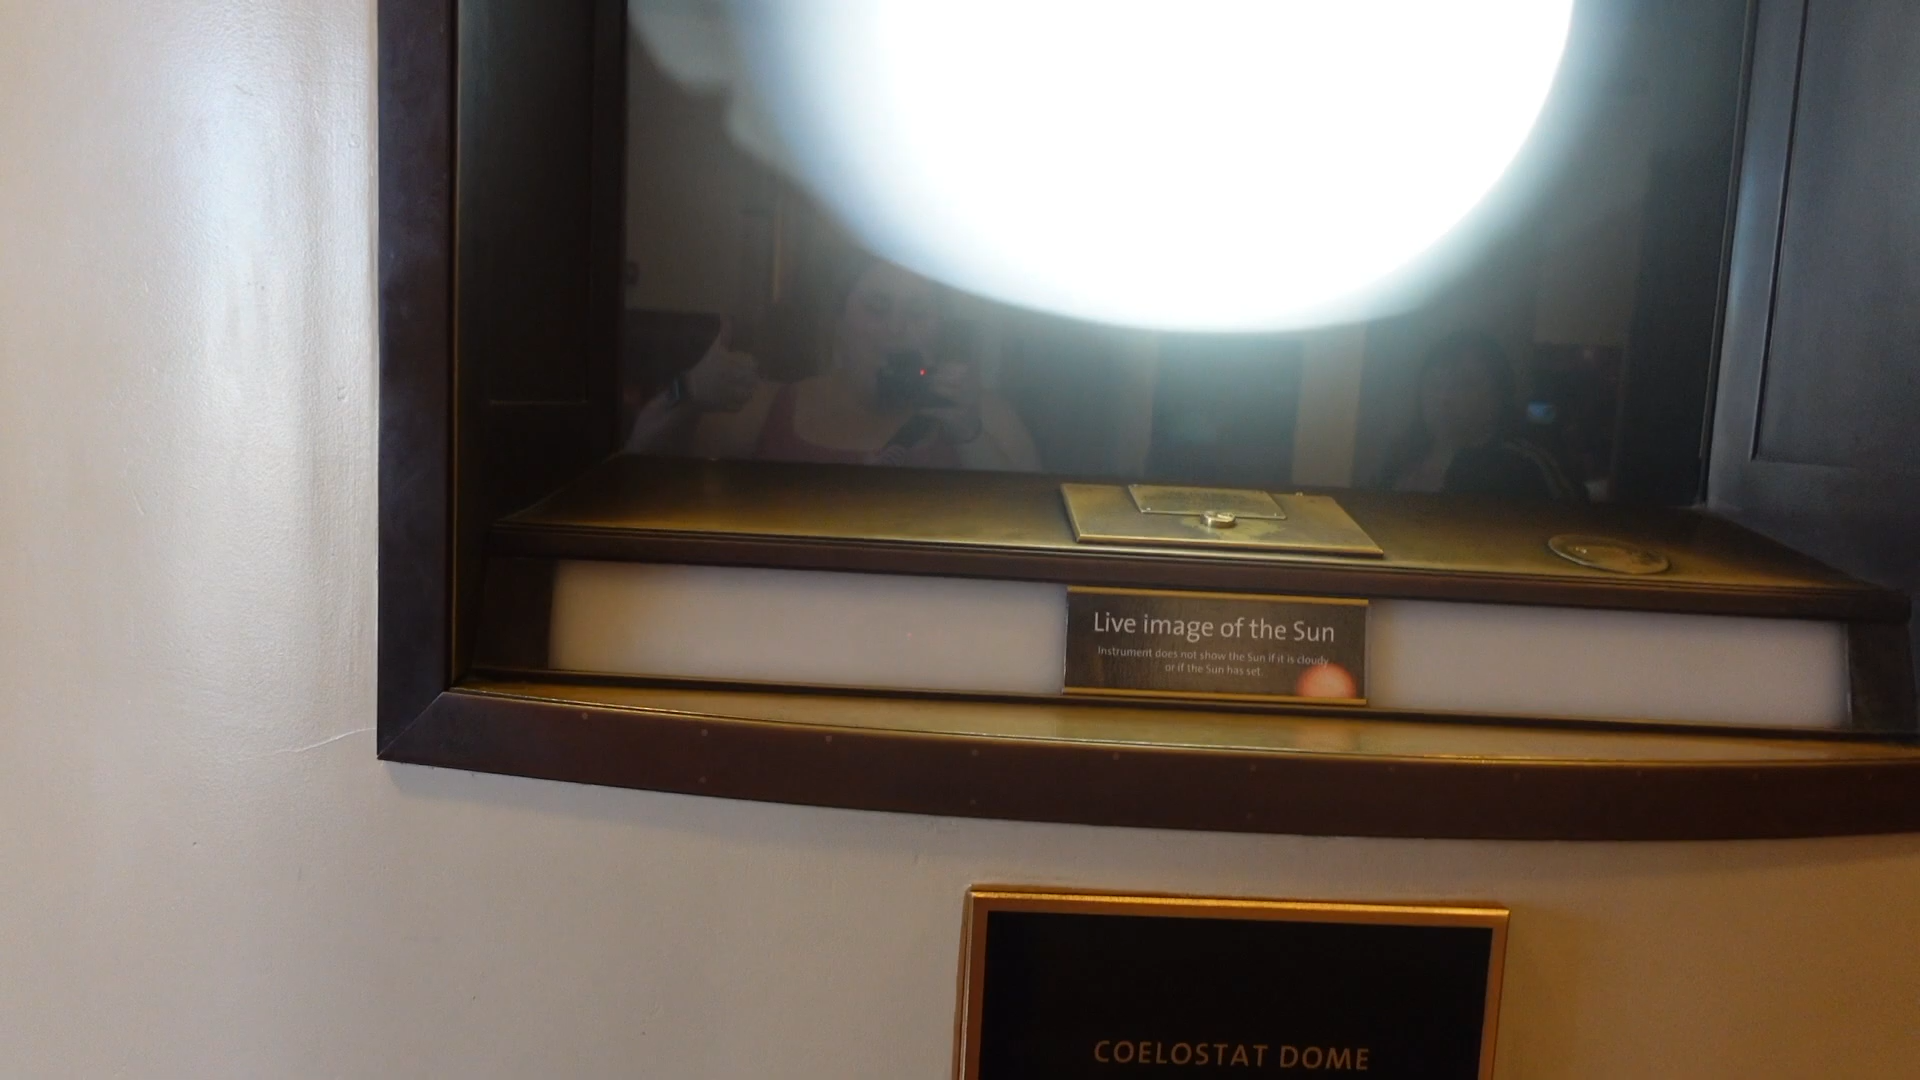 Live image of the Sun
Instrument does not show the Sun if it is cloudy
or if the Sun has set
COELOSTAT DOME